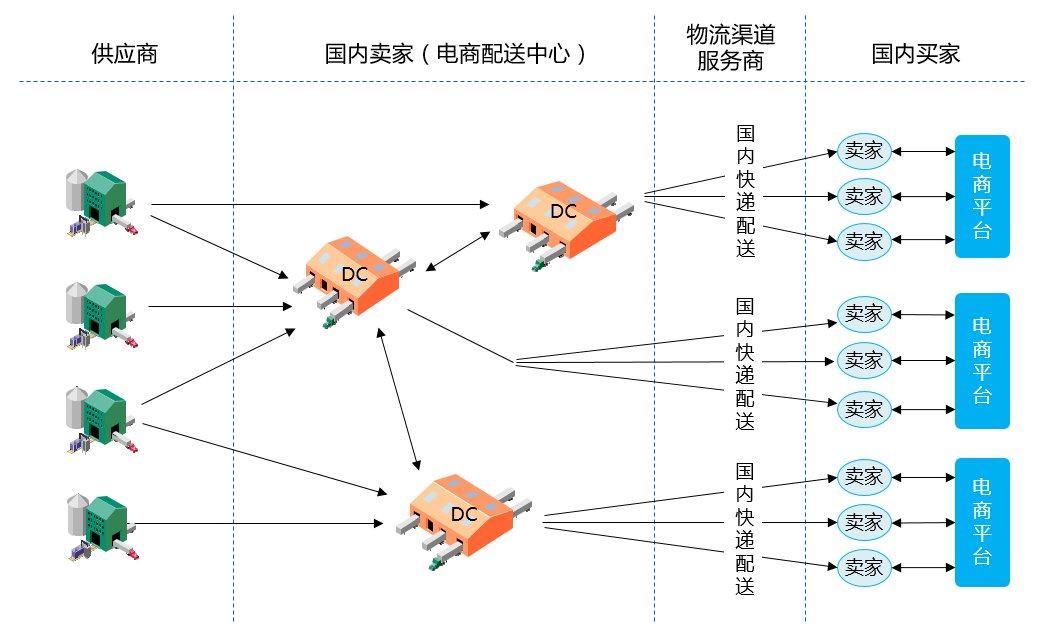 供应商
国内卖家（电商配送中心）
物流渠道
服务商
国内买家
DC
DC
DC
国内快递配送
卖家
卖家
卖家
电商平台
国内快递配送
卖家
卖家
卖家
电商平台
国内快递配送
卖家
卖家
卖家
电商平台